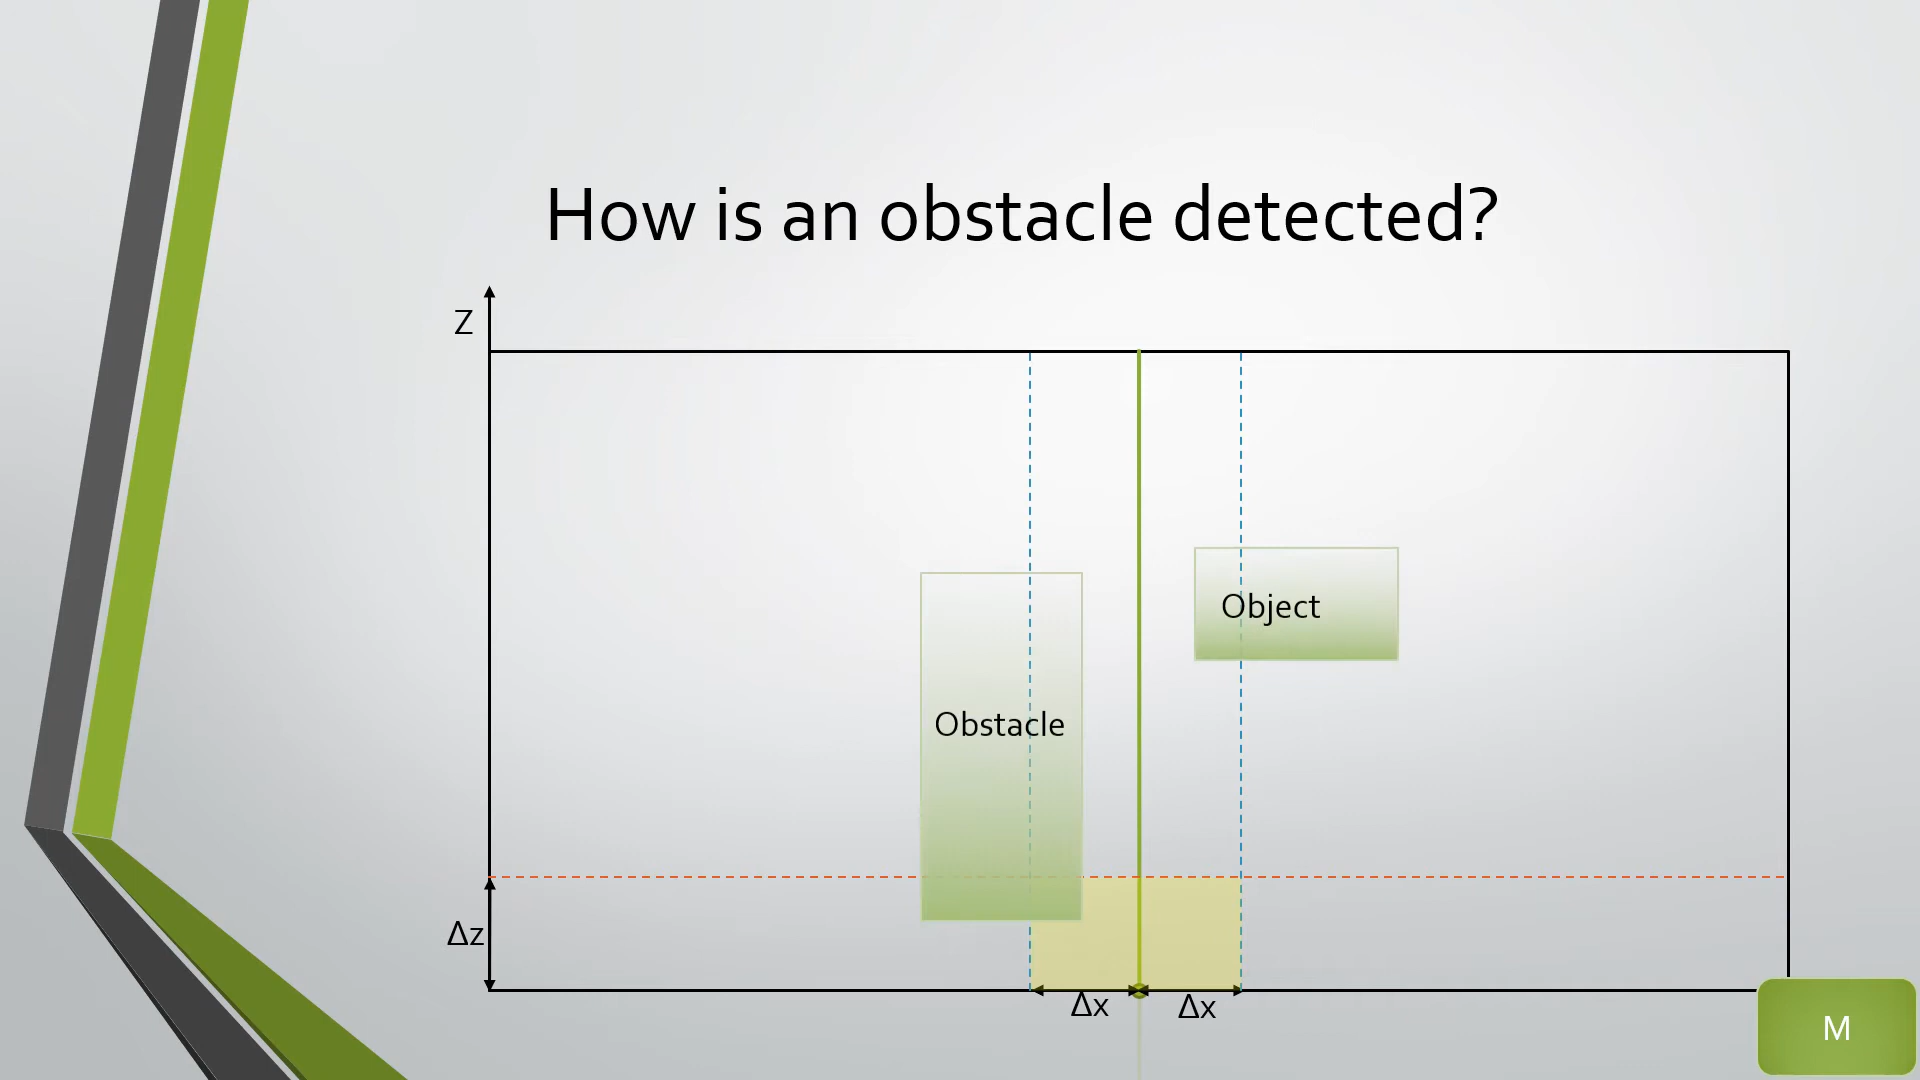 How is an obstacle detected?
Z
Object
Obstacle
Δz
Δx
Δx
M